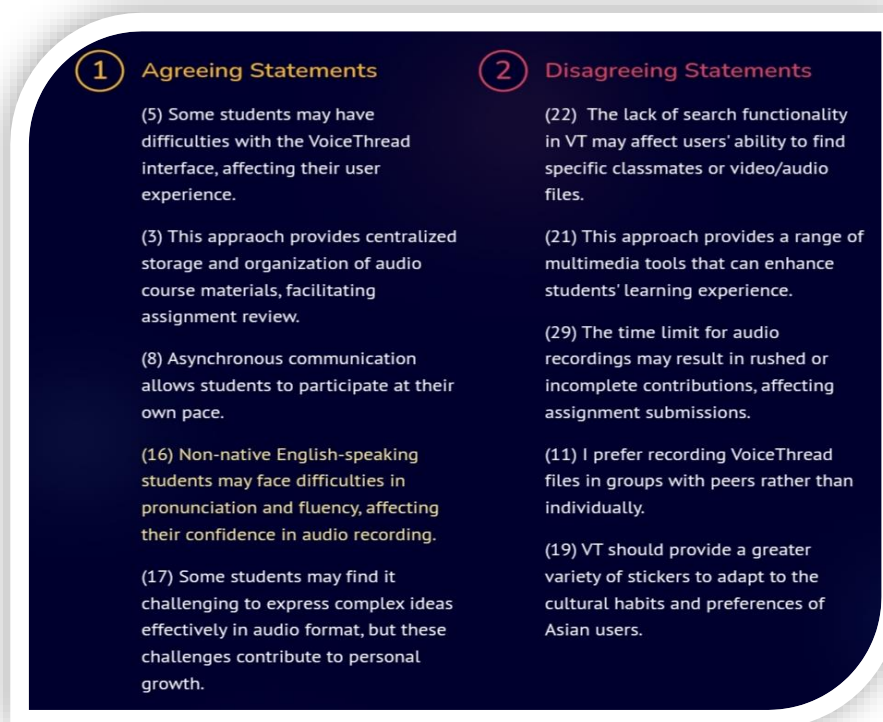 1 Agreeing Statements
(5) Some students may have
difficulties with the VoiceThread
interface, affecting their user
experience.
(3) This appraoch provides centralized
storage and organization of audio
course materials, facilitating
assignment review.
(8) Asynchronous communication
allows students to participate at their
own pace.
(16) Non-native English-speaking
students may face difficulties in
pronunciation and fluency, affecting
their confidence in audio recording.
(17) Some students may find it
challenging to express complex ideas
effectively in audio format, but these
challenges contribute to personal
growth.
2 Disagreeing Statements
(22) The lack of search functionality
in VT may affect users' ability to find
specific classmates or video/audio
files.
(21) This approach provides a range of
multimedia tools that can enhance
students' learning experience.
(29) The time limit for audio
recordings may result in rushed or
incomplete contributions, affecting
assignment submissions.
(11) I prefer recording VoiceThread
files in groups with peers rather than
individually.
(19) VT should provide a greater
variety of stickers to adapt to the
cultural habits and preferences of
Asian users.